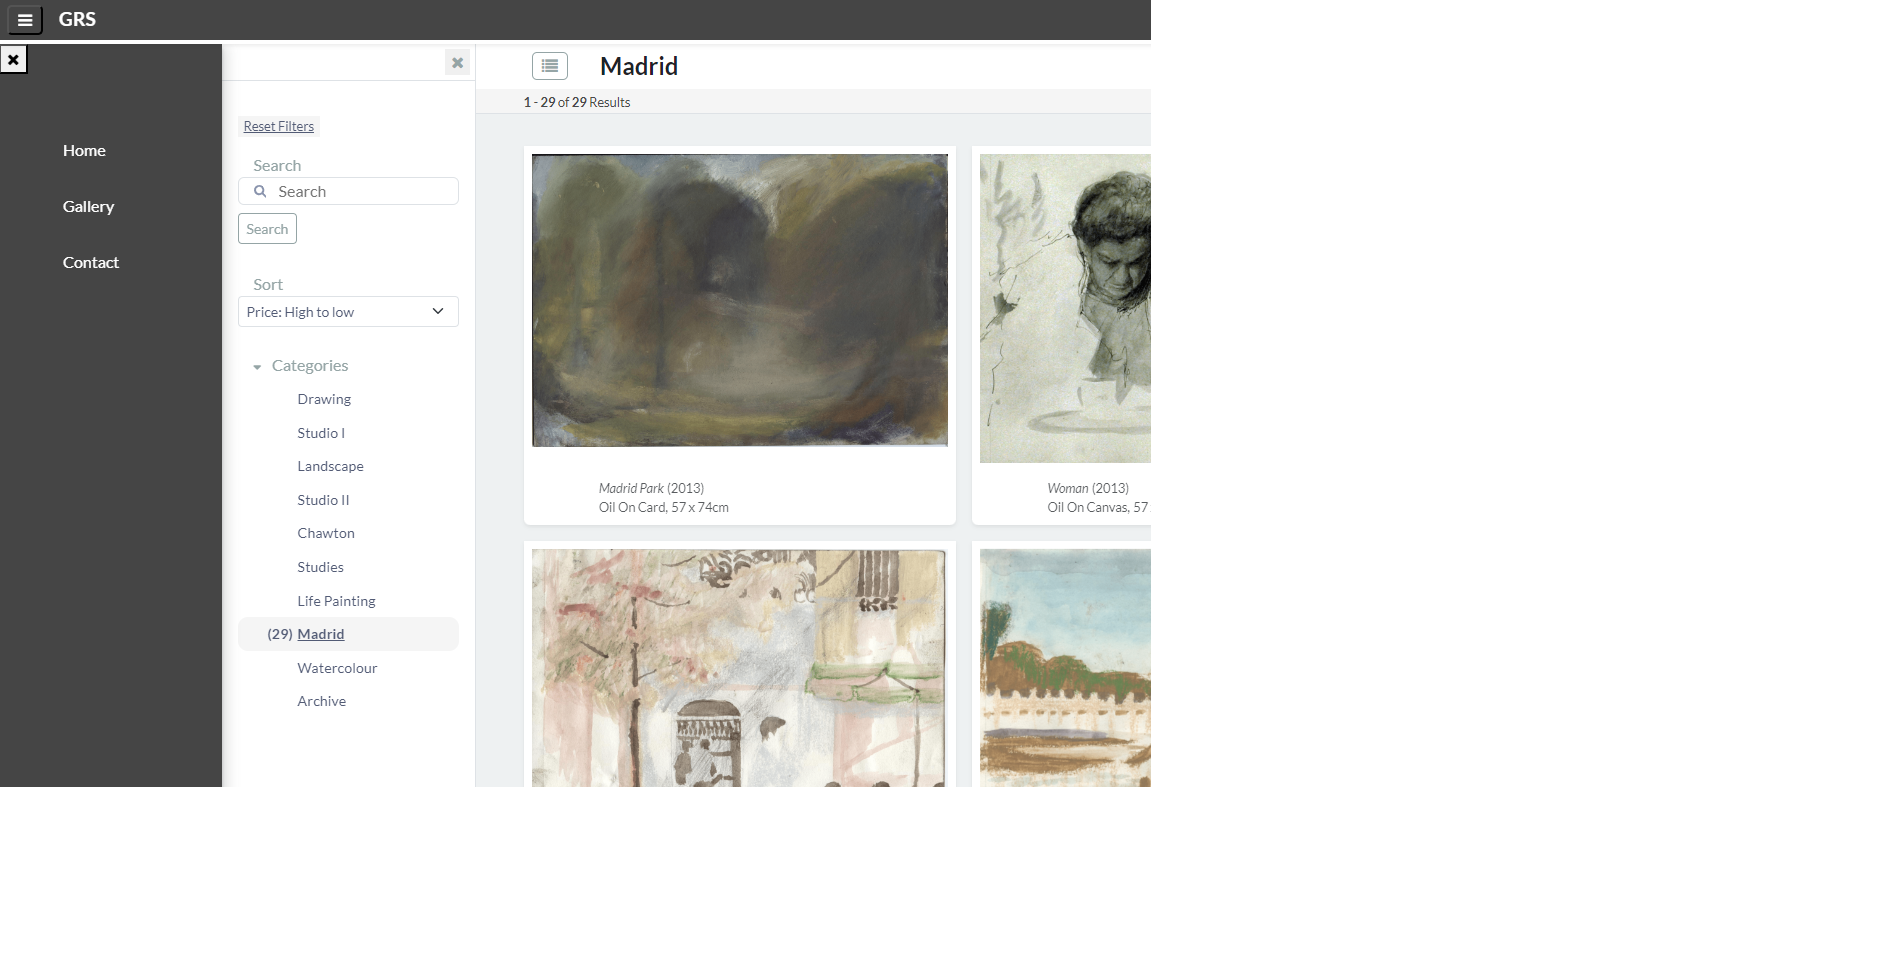 GRS
Home
Gallery
Contact
Reset Filters
Search
Search
Search
Sort
Price: High to low
Categories
Drawing
Studio I
Landscape
Studio II
Chawton
Studies
Life Painting
(29) Madrid
Watercolour
Archive
Madrid
1 - 29 of 29 Results
Madrid Park (2013)
Oil On Card, 57 x 74cm
Woman (2013)
Oil On Canvas, 57